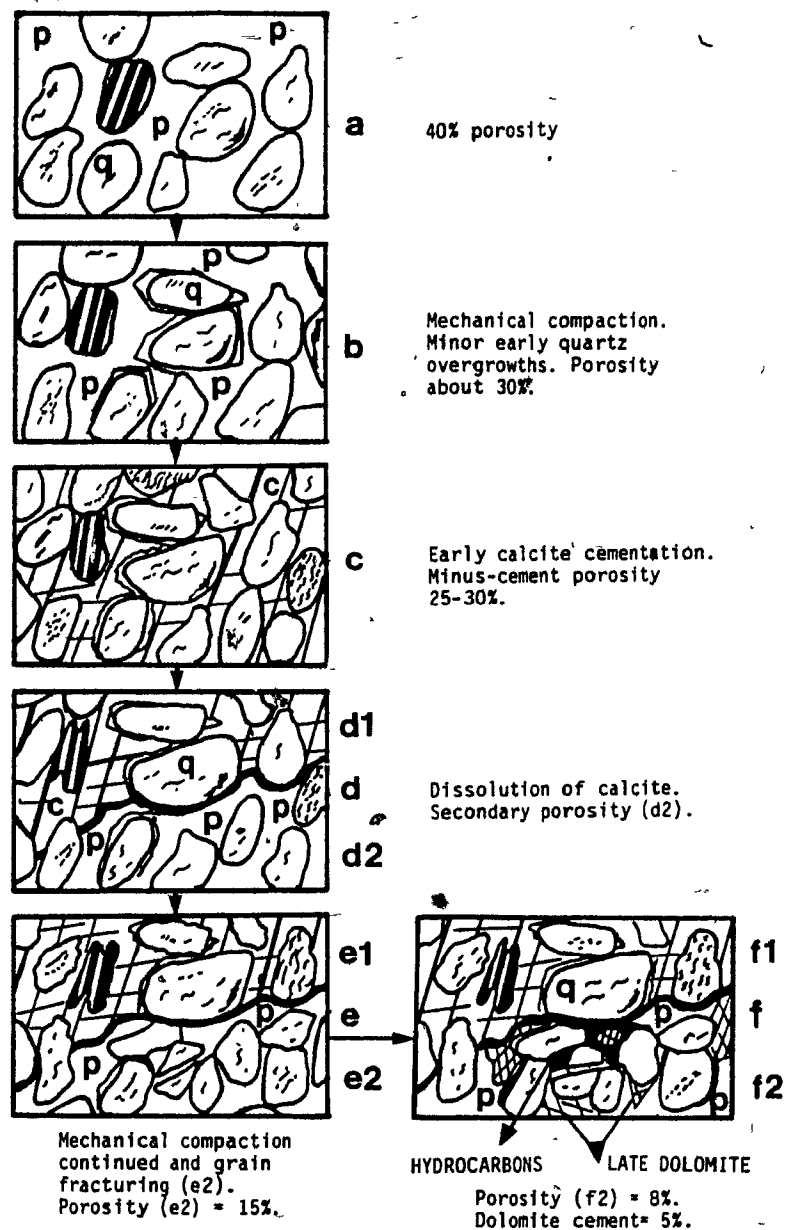 p
p
p
q
a
40% porosity
p
q
p
p
b
Mechanical compaction.
Minor early quartz
overgrowths. Porosity
about 30%.
c
c
Early calcite cementation.
Minus-cement porosity
25-30%.
d1
q
d
c
p
p
p
d2
Dissolution of calcite.
Secondary porosity (d2).
e1
p
e
p
e2
f1
q
p
f
p
p
f2
Mechanical compaction
continued and grain
fracturing (e2).
Porosity (e2) = 15%.
HYDROCARBONS
LATE DOLOMITE
Porosity (f2) = 8%.
Dolomite cement= 5%.